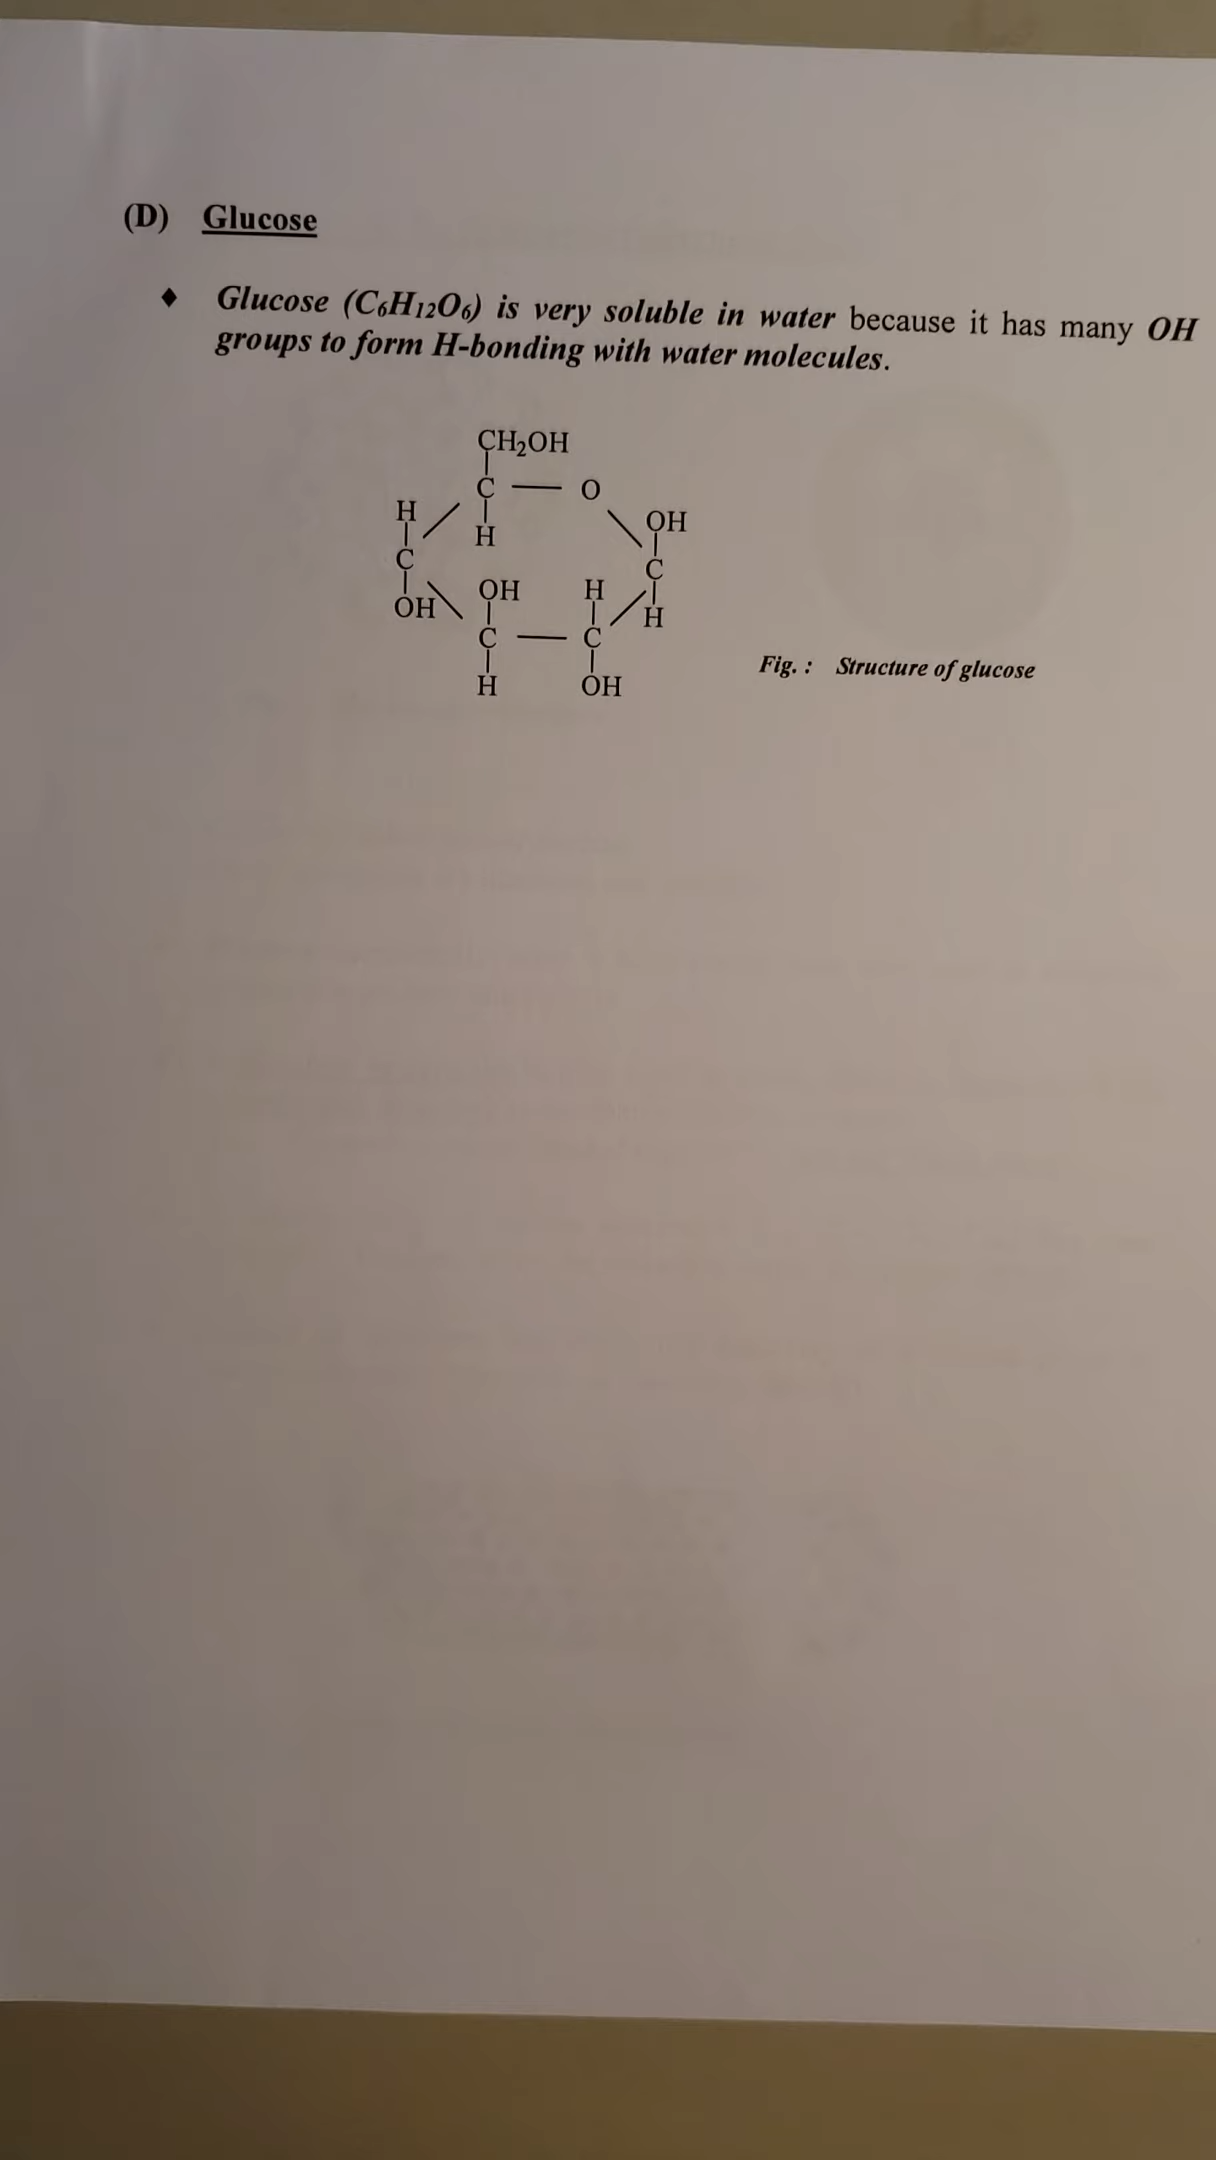 (D) Glucose
♦ Glucose (C₆H₁₂O₆) is very soluble in water because it has many OH
groups to form H-bonding with water molecules.
CH₂OH
C — O
H
H
OH
C
C
OH
OH
H
H
C — C
H
OH
Fig. : Structure of glucose